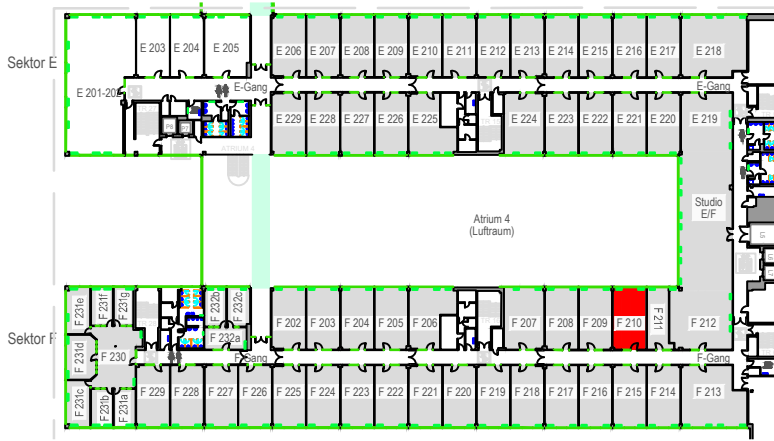 E 203 E 204 E 205 E 206 E 207 E 208 E 209 E 210 E 211 E 212 E 213 E 214 E 215 E 216 E 217 E 218
Sektor E
E 201-202
E-Gang E-Gang
E 229 E 228 E 227 E 226 E 225 E 224 E 223 E 222 E 221 E 220 E 219
ATRIUM 4
Studio
E/F
Atrium 4
(Luftraum)
F 231e F 231f F 231g F 232b F 232c
F 202 F 203 F 204 F 205 F 206 F 207 F 208 F 209 F 210 F 211 F 212
Sektor F
F 232a
F 231d F 230
F-Gang F-Gang
F 231c F 231b F 231a
F 229 F 228 F 227 F 226 F 225 F 224 F 223 F 222 F 221 F 220 F 219 F 218 F 217 F 216 F 215 F 214 F 213